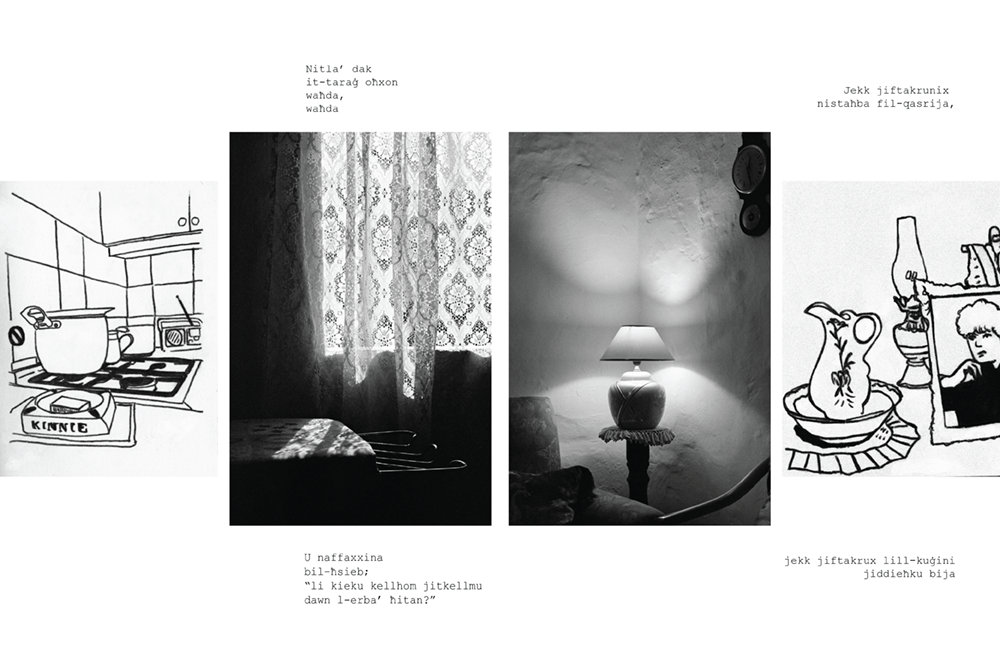 Nitla’ dak
it-taraġ oħxon
waħda,
waħda
Jekk jiftakrunix
nistaħba fil-qasrija,
KINNIE
U naffaxxina
bil-ħsieb;
“li kieku kellhom jitkellmu
dawn l-erba’ ħitan?”
jekk jiftakrux lill-kuġini
jiddieħku bija